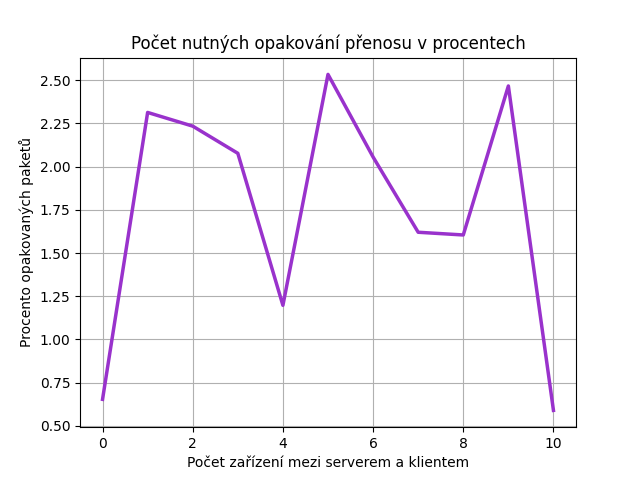 Počet nutných opakování přenosu v procentech
2.50
2.25
2.00
1.75
1.50
1.25
1.00
0.75
0.50
Procento opakovaných paketů
0 2 4 6 8 10
Počet zařízení mezi serverem a klientem